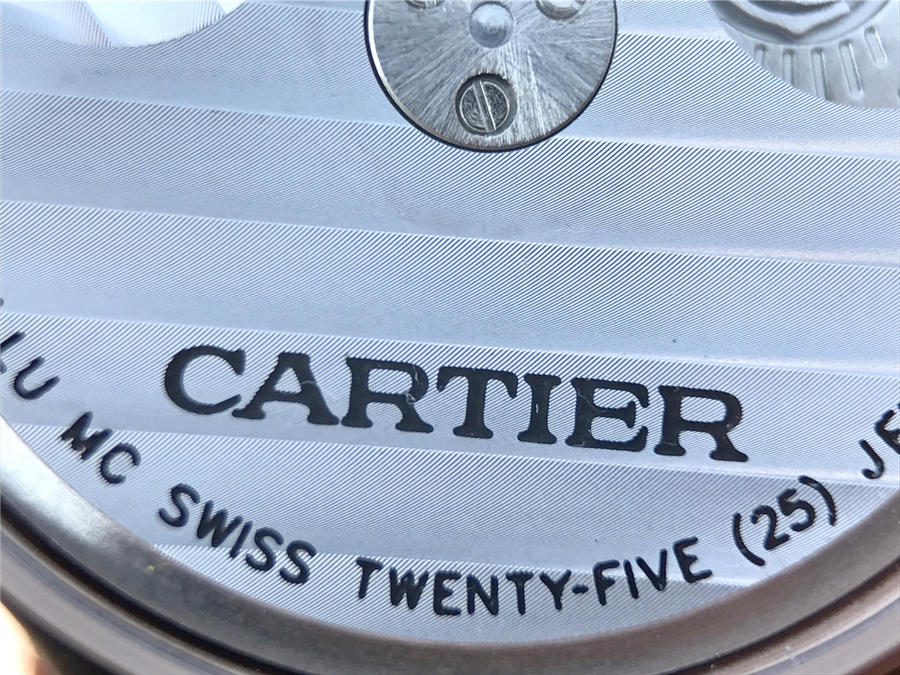 CARTIER
MC SWISS TWENTY-FIVE (25)